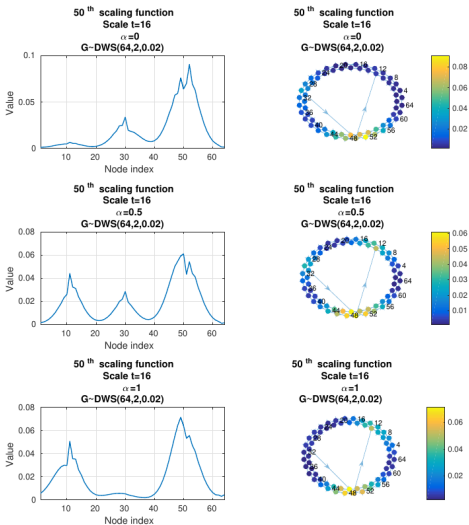 50 th scaling function
Scale t=16
α=0
G~DWS(64,2,0.02)
0.1
0.05
0
Value
10 20 30 40 50 60
Node index
50 th scaling function
Scale t=16
α=0
G~DWS(64,2,0.02)
16
12
8
4
64
60
56
52
48
0.08
0.06
0.04
0.02
50 th scaling function
Scale t=16
α=0.5
G~DWS(64,2,0.02)
0.08
0.06
0.04
0.02
0
Value
10 20 30 40 50 60
Node index
50 th scaling function
Scale t=16
α=0.5
G~DWS(64,2,0.02)
16
12
8
4
64
60
56
52
48
0.06
0.05
0.04
0.03
0.02
0.01
50 th scaling function
Scale t=16
α=1
G~DWS(64,2,0.02)
0.08
0.06
0.04
0.02
0
Value
10 20 30 40 50 60
Node index
50 th scaling function
Scale t=16
α=1
G~DWS(64,2,0.02)
16
12
8
4
64
60
56
52
48
0.06
0.04
0.02